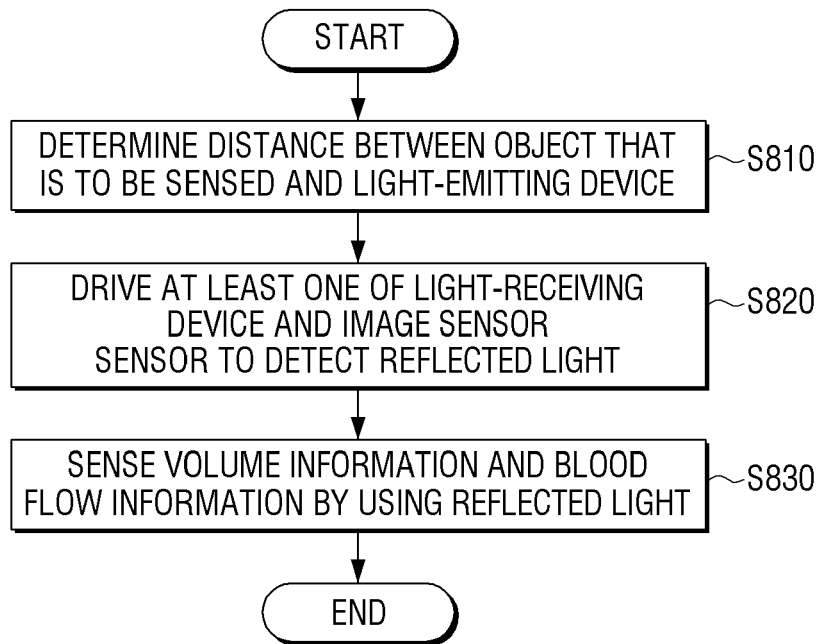 START
DETERMINE DISTANCE BETWEEN OBJECT THAT
IS TO BE SENSED AND LIGHT-EMITTING DEVICE
S810
DRIVE AT LEAST ONE OF LIGHT-RECEIVING
DEVICE AND IMAGE SENSOR
SENSOR TO DETECT REFLECTED LIGHT
S820
SENSE VOLUME INFORMATION AND BLOOD
FLOW INFORMATION BY USING REFLECTED LIGHT
S830
END